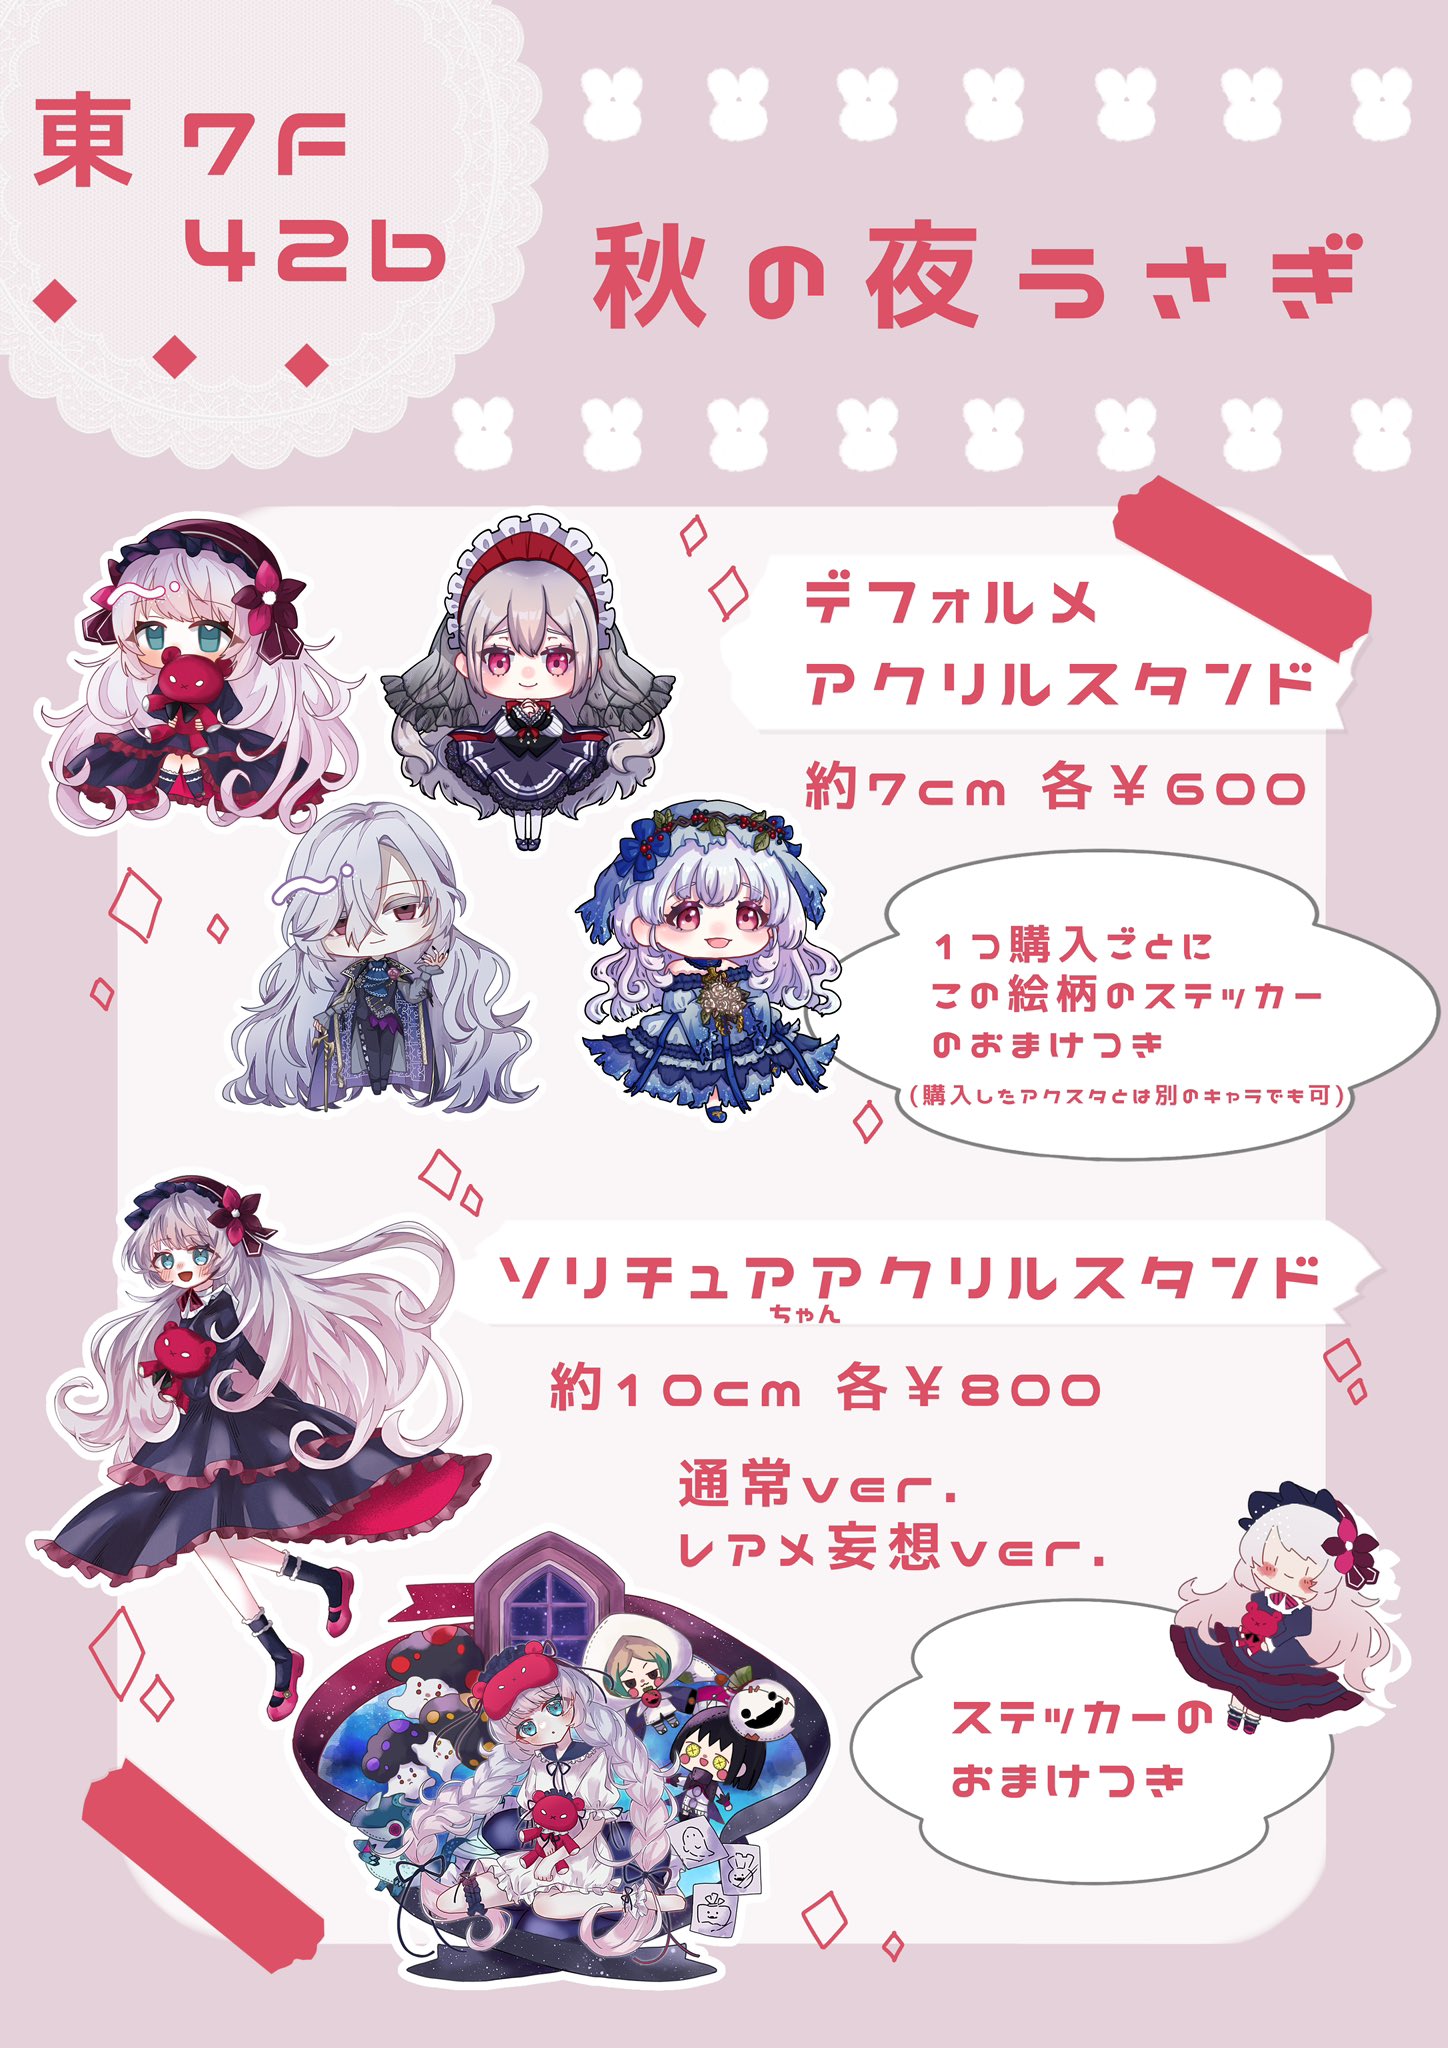 東 7F
42b
秋の夜うさぎ
デフォルメ
アクリルスタンド
約7cm 各¥600
1つ購入ごとに
この絵柄のステッカー
のおまけつき
(購入したアクスタとは別のキャラでも可)
ソリチュアアクリルスタンド
ちゃん
約10cm 各¥800
通常ver.
レアメ妄想ver.
ステッカーの
おまけつき